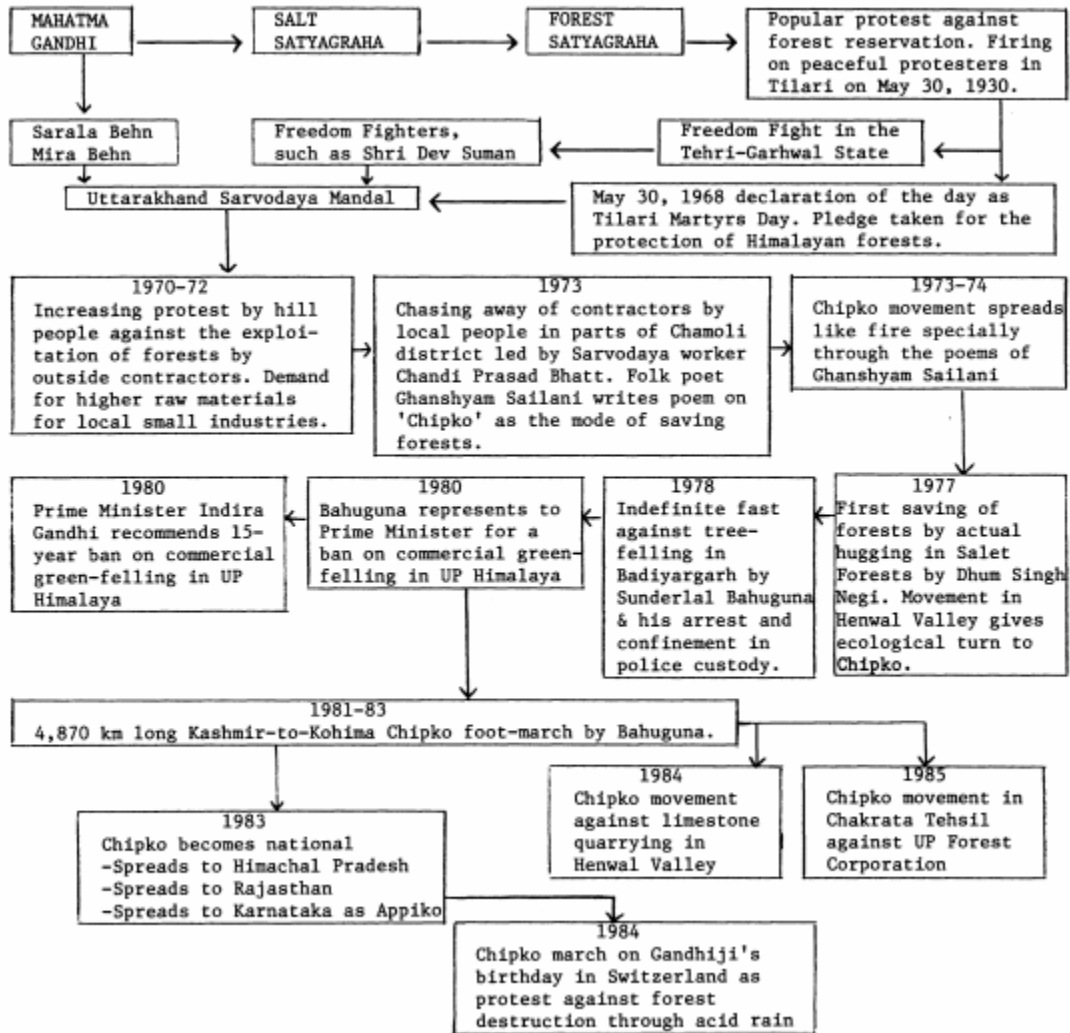 MAHATMA
GANDHI
SALT
SATYAGRAHA
FOREST
SATYAGRAHA
Popular protest against
forest reservation. Firing
on peaceful protesters in
Tilari on May 30, 1930.
Sarala Behn
Mira Behn
Freedom Fighters,
such as Shri Dev Suman
Freedom Fight in the
Tehri-Garhwal State
Uttarakhand Sarvodaya Mandal
May 30, 1968 declaration of the day as
Tilari Martyrs Day. Pledge taken for the
protection of Himalayan forests.
1970-72
Increasing protest by hill
people against the exploi-
tation of forests by
outside contractors. Demand
for higher raw materials
for local small industries.
1973
Chasing away of contractors by
local people in parts of Chamoli
district led by Sarvodaya worker
Chandi Prasad Bhatt. Folk poet
Ghanshyam Sailani writes poem on
'Chipko' as the mode of saving
forests.
1973-74
Chipko movement spreads
like fire specially
through the poems of
Ghanshyam Sailani
1980
Prime Minister Indira
Gandhi recommends 15-
year ban on commercial
green-felling in UP
Himalaya
1980
Bahuguna represents to
Prime Minister for a
ban on commercial green-
felling in UP Himalaya
1978
Indefinite fast
against tree-
felling in
Badiyargarh by
Sunderlal Bahuguna
& his arrest and
confinement in
police custody.
1977
First saving of
forests by actual
hugging in Salet
Forests by Dhum Singh
Negi. Movement in
Henwal Valley gives
ecological turn to
Chipko.
1981-83
4,870 km long Kashmir-to-Kohima Chipko foot-march by Bahuguna.
1984
Chipko movement
against limestone
quarrying in
Henwal Valley
1985
Chipko movement in
Chakrata Tehsil
against UP Forest
Corporation
1983
Chipko becomes national
-Spreads to Himachal Pradesh
-Spreads to Rajasthan
-Spreads to Karnataka as Appiko
1984
Chipko march on Gandhiji's
birthday in Switzerland as
protest against forest
destruction through acid rain